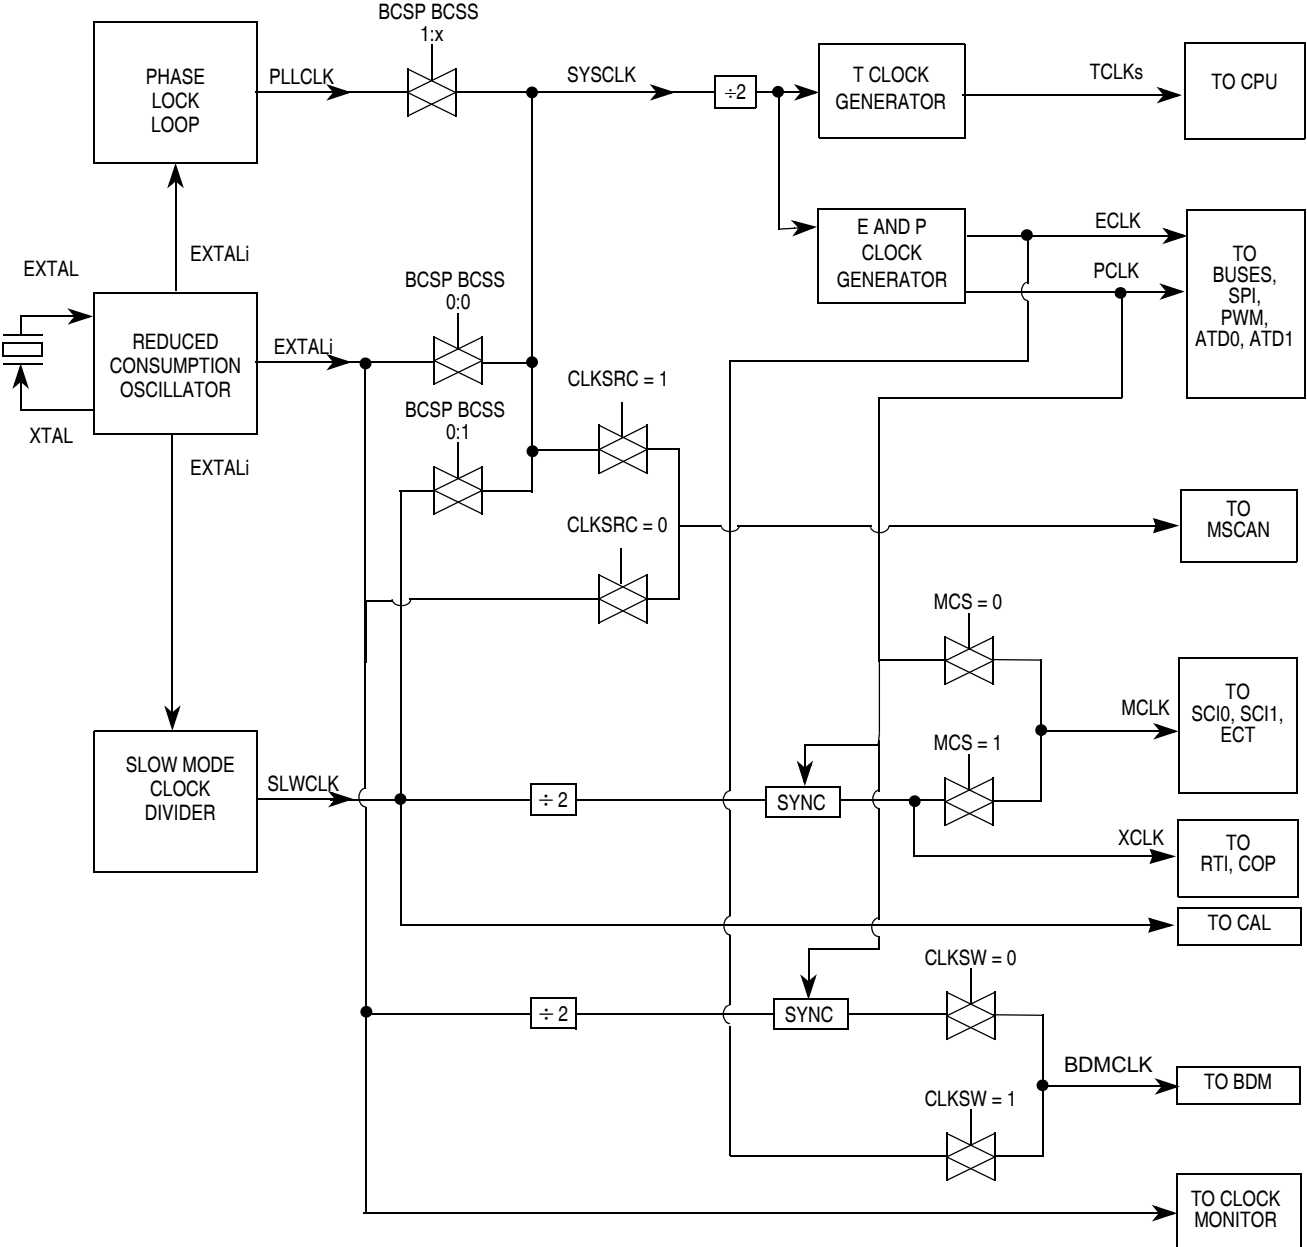 BCSP BCSS
1:x
PHASE
LOCK
LOOP
PLLCLK
SYSCLK
÷2
T CLOCK
GENERATOR
TCLKs
TO CPU
EXTALi
EXTAL
E AND P
CLOCK
GENERATOR
ECLK
PCLK
TO
BUSES,
SPI,
PWM,
ATD0, ATD1
REDUCED
CONSUMPTION
OSCILLATOR
EXTALi
BCSP BCSS
0:0
XTAL
BCSP BCSS
0:1
CLKSRC = 1
EXTALi
CLKSRC = 0
TO
MSCAN
MCS = 0
MCLK
TO
SCI0, SCI1,
ECT
MCS = 1
SLOW MODE
CLOCK
DIVIDER
SLWCLK
÷ 2
SYNC
XCLK
TO
RTI, COP
TO CAL
CLKSW = 0
÷ 2
SYNC
BDMCLK
TO BDM
CLKSW = 1
TO CLOCK
MONITOR